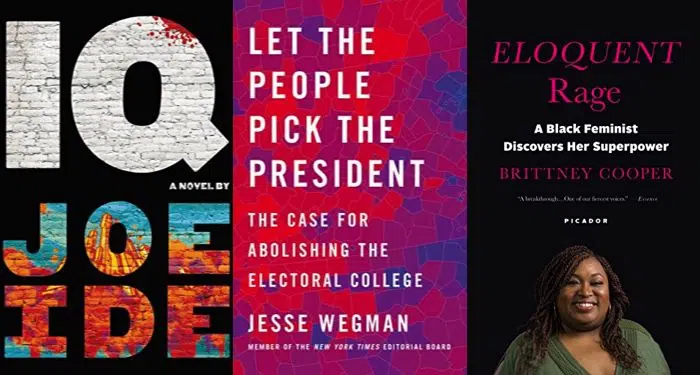 IQ
A NOVEL BY
JOE
IDE
LET THE
PEOPLE
PICK THE
PRESIDENT
THE CASE FOR
ABOLISHING THE
ELECTORAL COLLEGE
JESSE WEGMAN
MEMBER OF THE NEW YORK TIMES EDITORIAL BOARD
ELOQUENT
Rage
A Black Feminist
Discovers Her Superpower
BRITTNEY COOPER
"A breakthrough...One of our fiercest voices." —Essence
PICADOR